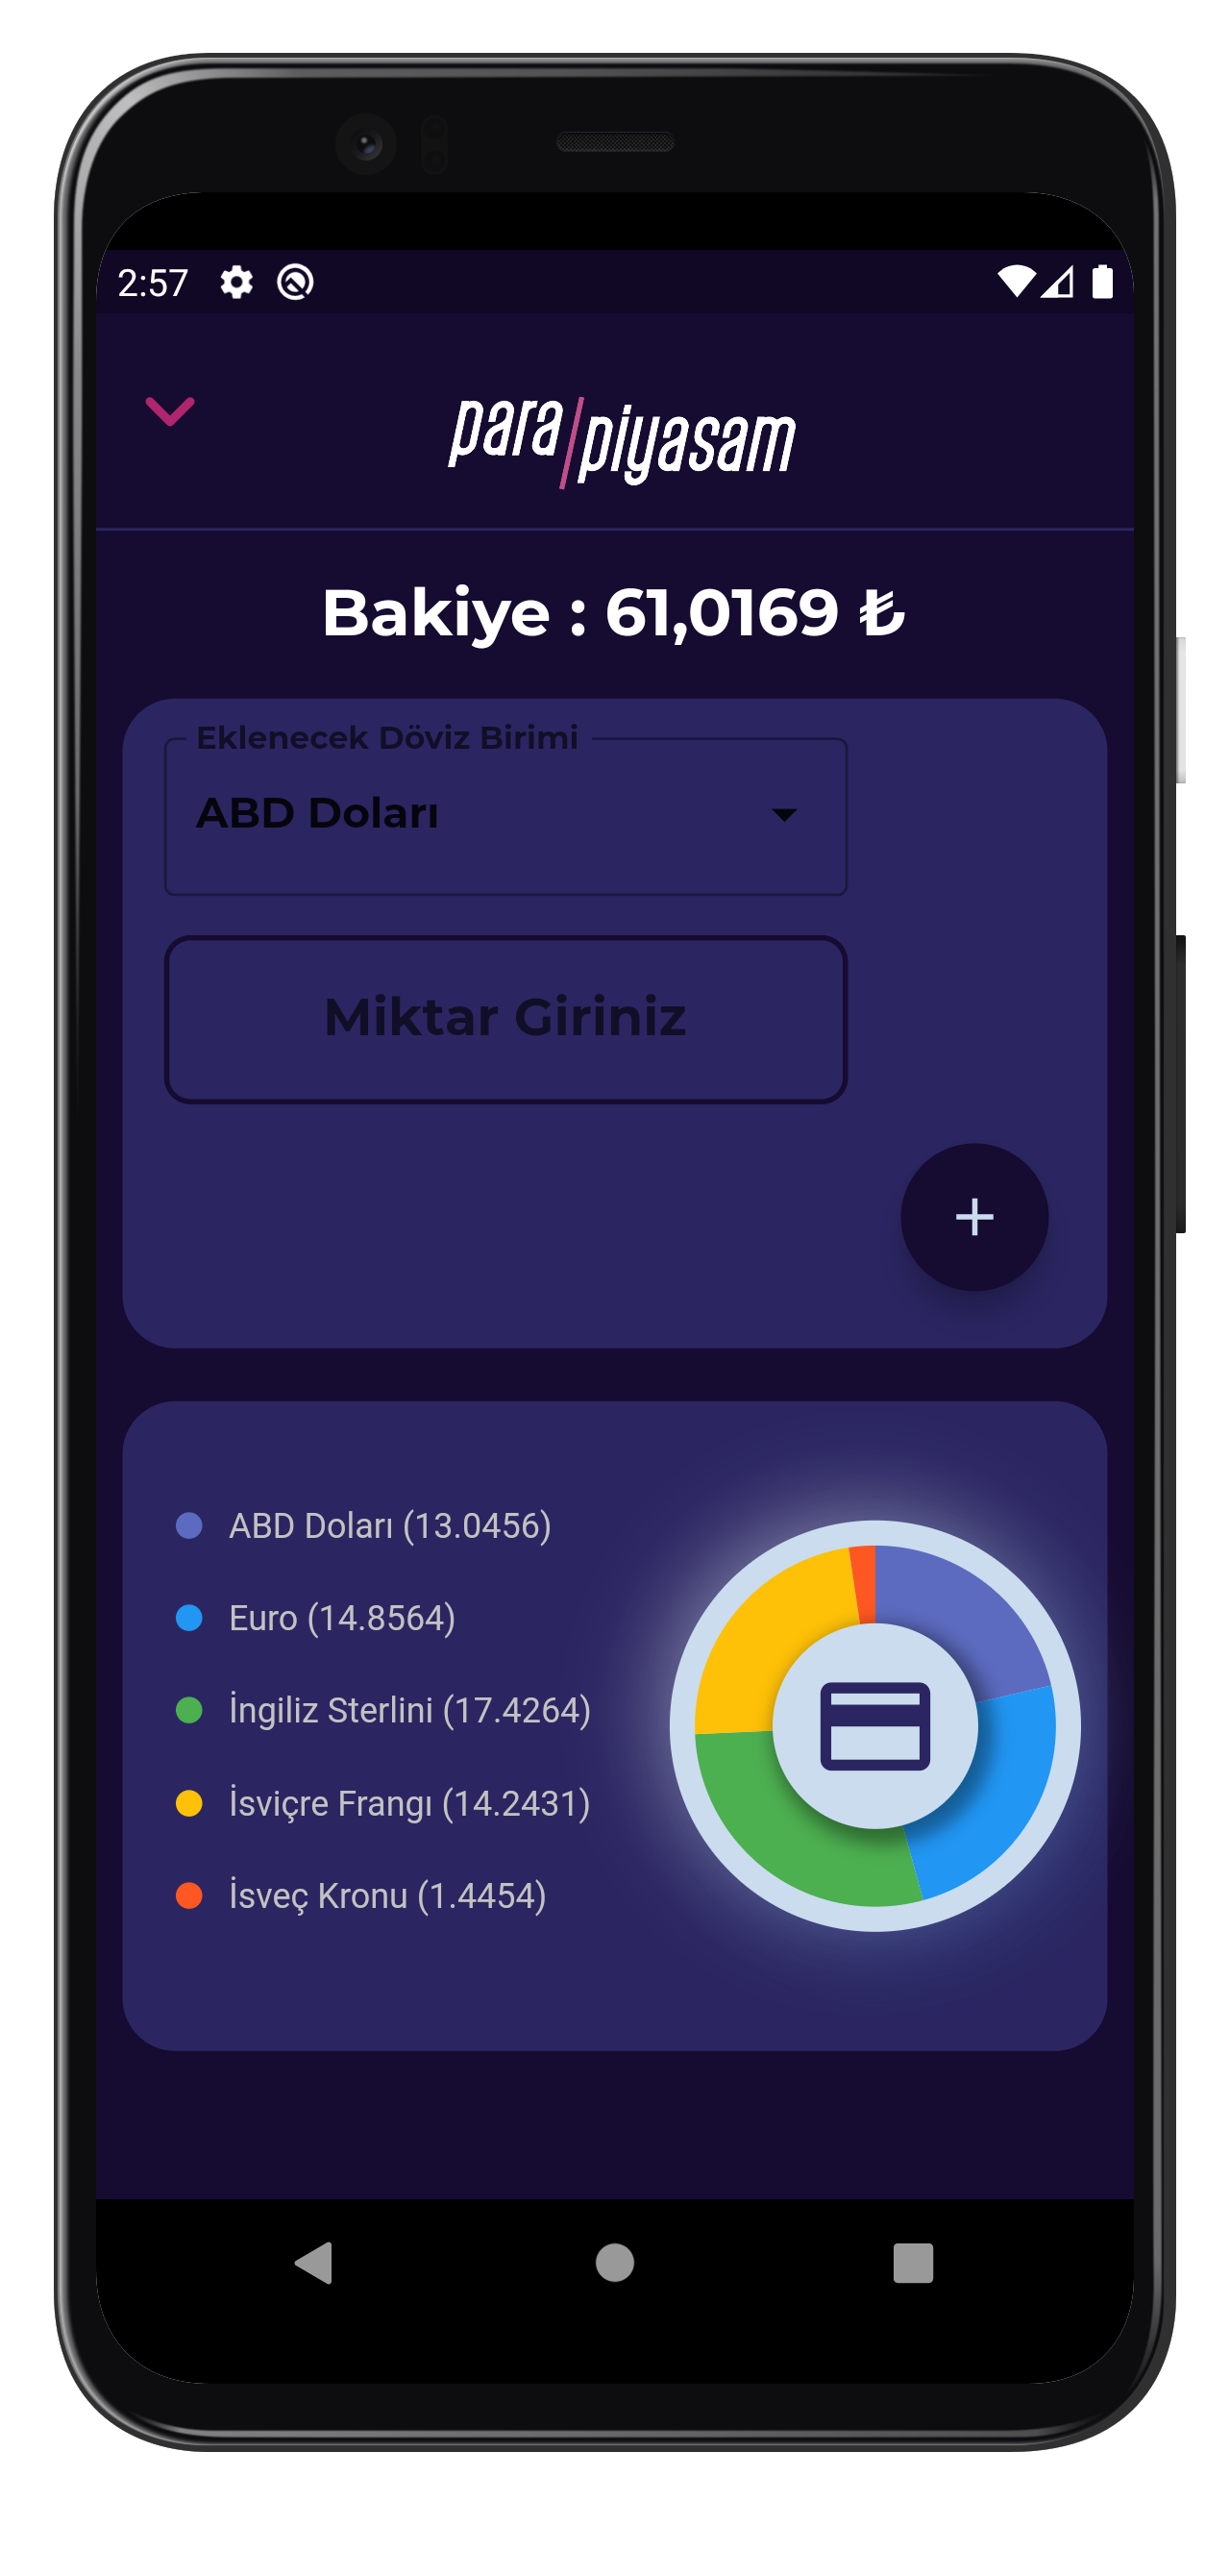 2:57
para/piyasam
Bakiye : 61,0169 ₺
Eklenecek Döviz Birimi
ABD Doları
Miktar Giriniz
ABD Doları (13.0456)
Euro (14.8564)
İngiliz Sterlini (17.4264)
İsviçre Frangı (14.2431)
İsveç Kronu (1.4454)